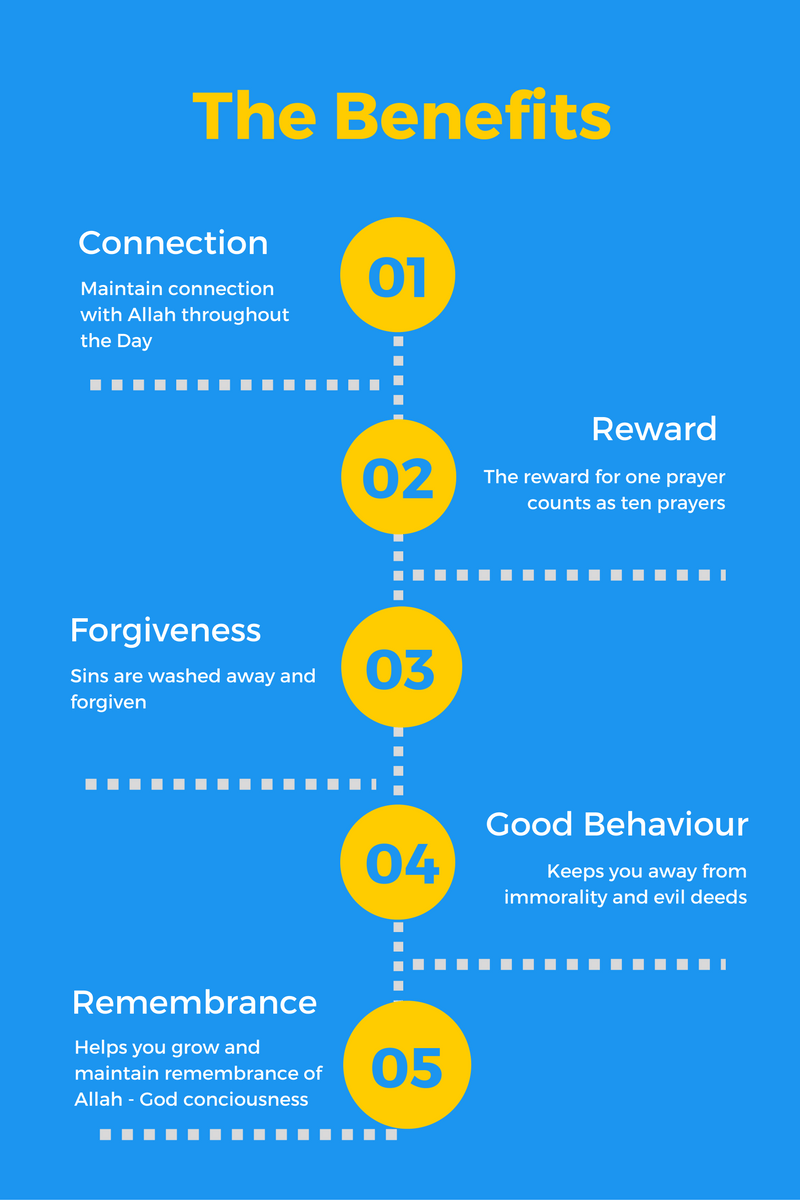 The Benefits
Connection
01
Maintain connection
with Allah throughout
the Day
Reward
02
The reward for one prayer
counts as ten prayers
Forgiveness
03
Sins are washed away and
forgiven
Good Behaviour
04
Keeps you away from
immorality and evil deeds
Remembrance
05
Helps you grow and
maintain remembrance of
Allah - God conciousness